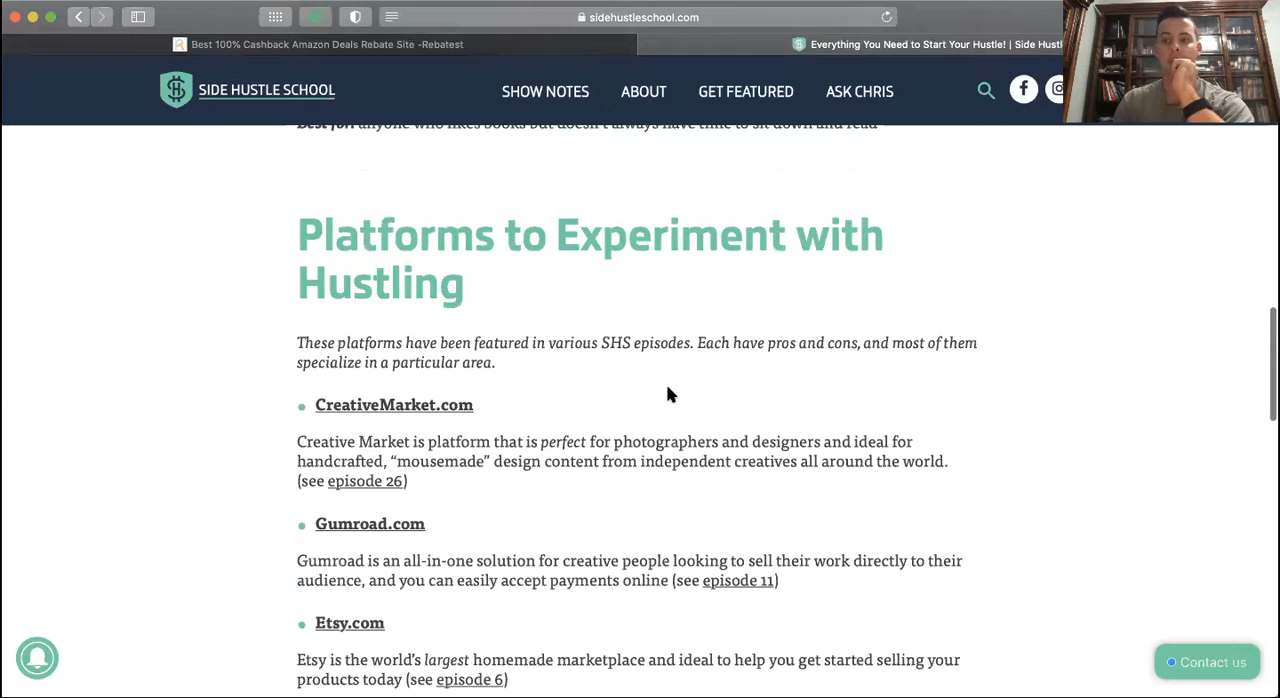 sidehustleschool.com
Best 100% Cashback Amazon Deals Rebate Site -Rebatest
Everything You Need to Start Your Hustle! | Side Hustl
SIDE HUSTLE SCHOOL
SHOW NOTES
ABOUT
GET FEATURED
ASK CHRIS
Best for: anyone who likes books but doesn't always have time to sit down and read
Platforms to Experiment with
Hustling
These platforms have been featured in various SHS episodes. Each have pros and cons, and most of them
specialize in a particular area.
CreativeMarket.com
Creative Market is platform that is perfect for photographers and designers and ideal for
handcrafted, “mousemade” design content from independent creatives all around the world.
(see episode 26)
Gumroad.com
Gumroad is an all-in-one solution for creative people looking to sell their work directly to their
audience, and you can easily accept payments online (see episode 11)
Etsy.com
Etsy is the world's largest homemade marketplace and ideal to help you get started selling your
products today (see episode 6)
Contact us